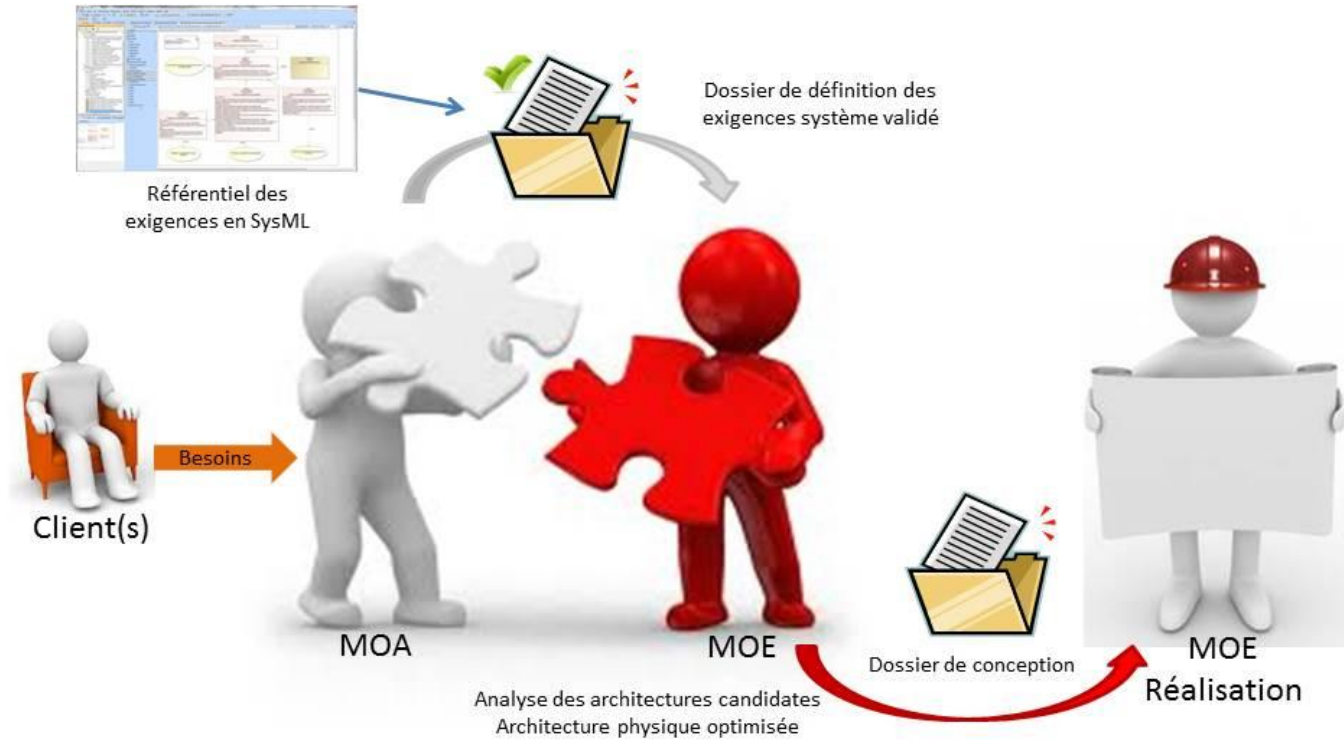 Dossier de définition des
exigences système validé
Référentiel des
exigences en SysML
Besoins
Client(s)
MOA
MOE
Dossier de conception
MOE
Réalisation
Analyse des architectures candidates
Architecture physique optimisée